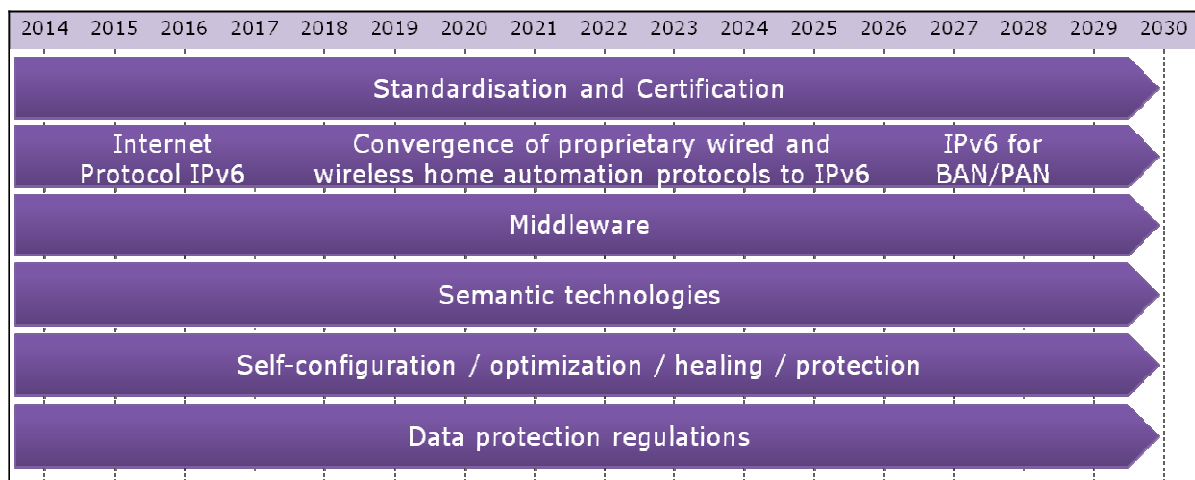 2014 2015 2016 2017 2018 2019 2020 2021 2022 2023 2024 2025 2026 2027 2028 2029 2030
Standardisation and Certification
Internet
Protocol IPv6
Convergence of proprietary wired and
wireless home automation protocols to IPv6
IPv6 for
BAN/PAN
Middleware
Semantic technologies
Self-configuration / optimization / healing / protection
Data protection regulations